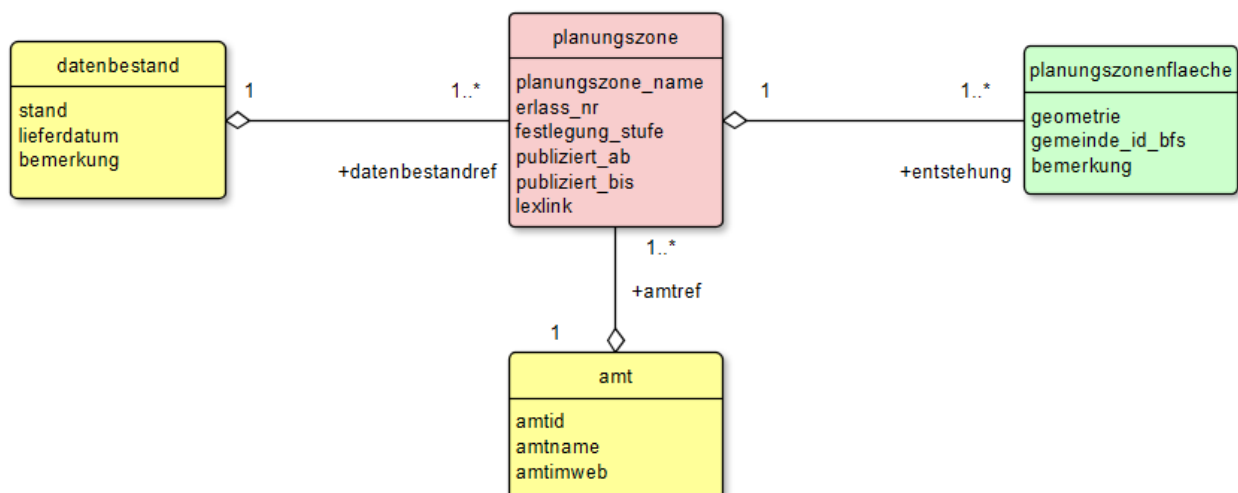 datenbestand
stand
lieferdatum
bemerkung
1
1..*
+datenbestandref
planungszone
planungszone_name
erlass_nr
festlegung_stufe
publiziert_ab
publiziert_bis
lexlink
1
1..*
+entstehung
planungszonenflaeche
geometrie
gemeinde_id_bfs
bemerkung
1..*
+amtref
1
amt
amtid
amtname
amtimweb